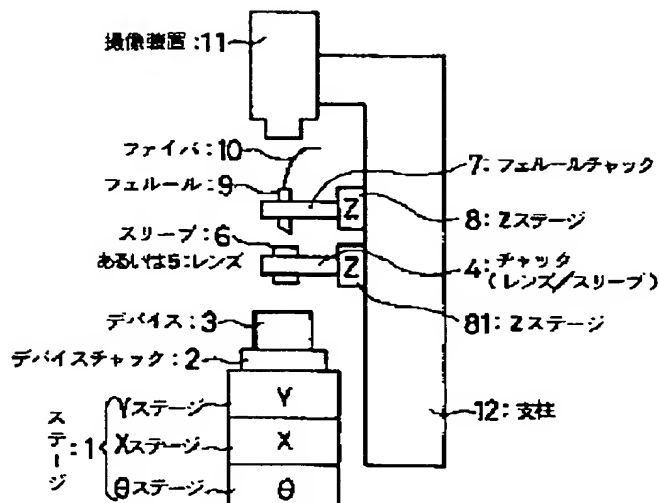 撮像装置:11
ファイバ:10
7:フェルールチャック
フェルール:9
Z
8:Zステージ
スリーブ:6
あるいは5:レンズ
Z
4:チャック
(レンズ/スリーブ)
81:Zステージ
デバイス:3
デバイスチャック:2
Yステージ
Y
ステージ:1
Xステージ
X
12:支柱
θステージ
θ